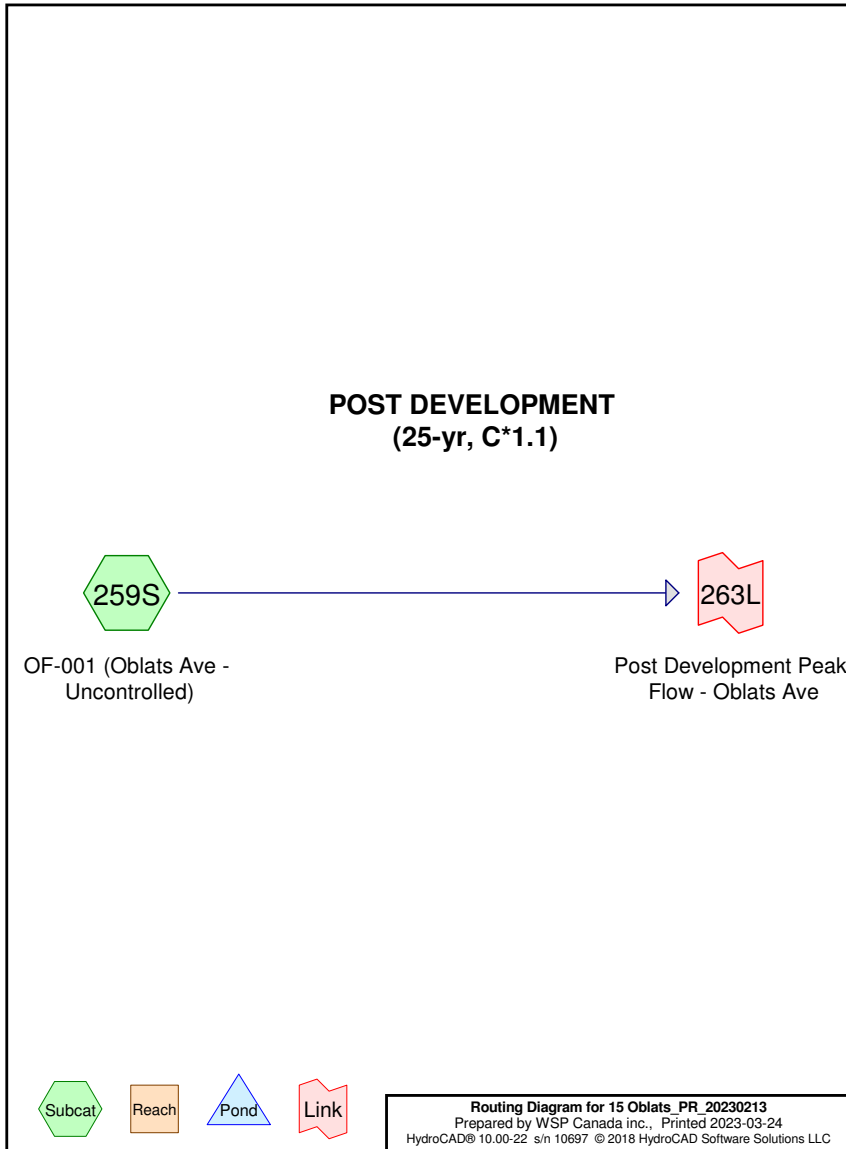 POST DEVELOPMENT
(25-yr, C*1.1)
259S
263L
OF-001 (Oblats Ave -
Uncontrolled)
Post Development Peak
Flow - Oblats Ave
Subcat
Reach
Pond
Link
Routing Diagram for 15 Oblats_PR_20230213
Prepared by WSP Canada inc., Printed 2023-03-24
HydroCAD® 10.00-22 s/n 10697 © 2018 HydroCAD Software Solutions LLC